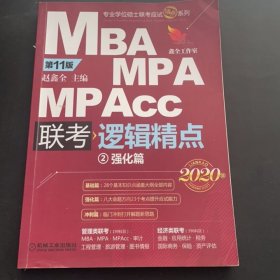 专业学位硕士联考应试精点系列
MBA
MPA
MPAcc
鑫全工作室
第11版
赵鑫全 主编
联考 逻辑精点
② 强化篇
2020版
基础篇:
强化篇:
冲刺篇:
管理类联考
MBA·MPA·MPAcc·审计
工程管理·旅游管理·图书情报
经济类联考
金融·应用统计·税务
国际商务·保险·资产评估
机械工业出版社